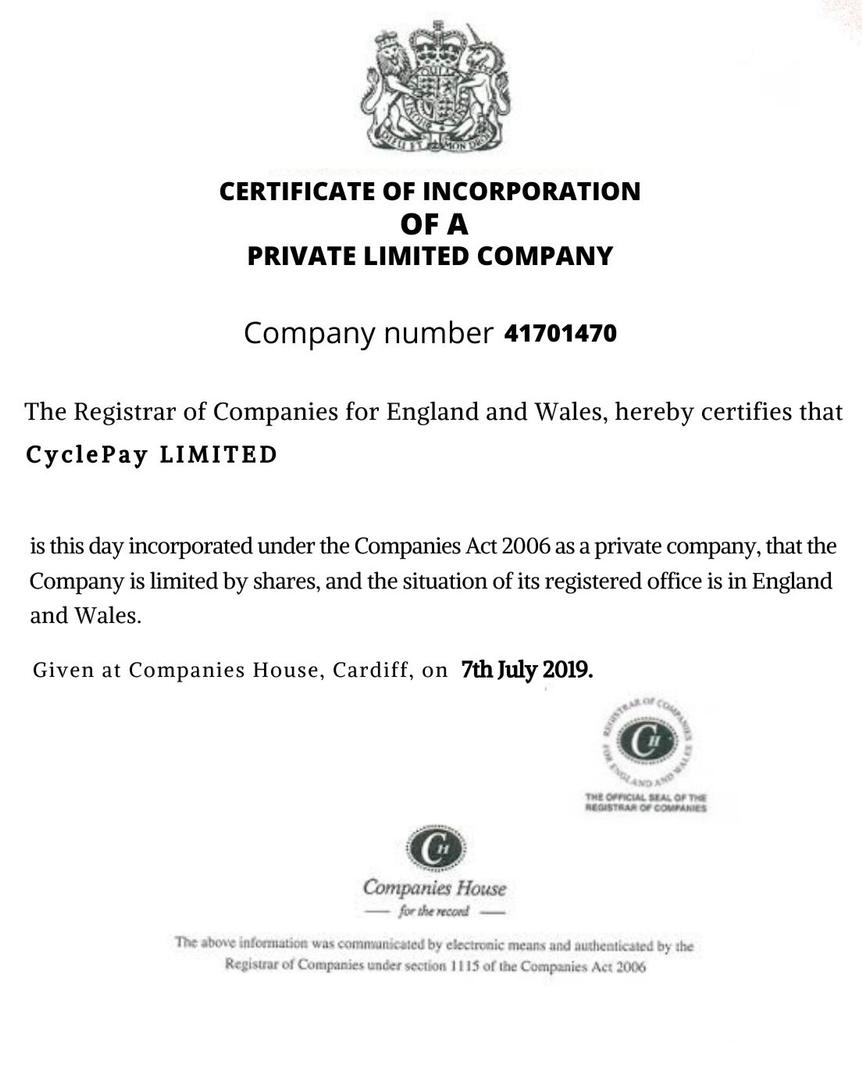 DIEU ET MON DROIT
CERTIFICATE OF INCORPORATION
OF A
PRIVATE LIMITED COMPANY
Company number 41701470
The Registrar of Companies for England and Wales, hereby certifies that
CyclePay LIMITED
is this day incorporated under the Companies Act 2006 as a private company, that the
Company is limited by shares, and the situation of its registered office is in England
and Wales.
Given at Companies House, Cardiff, on 7th July 2019.
REGISTRAR OF COMPANIES
FOR ENGLAND AND WALES
CH
THE OFFICIAL SEAL OF THE
REGISTRAR OF COMPANIES
CH
Companies House
for the record
The above information was communicated by electronic means and authenticated by the
Registrar of Companies under section 1115 of the Companies Act 2006